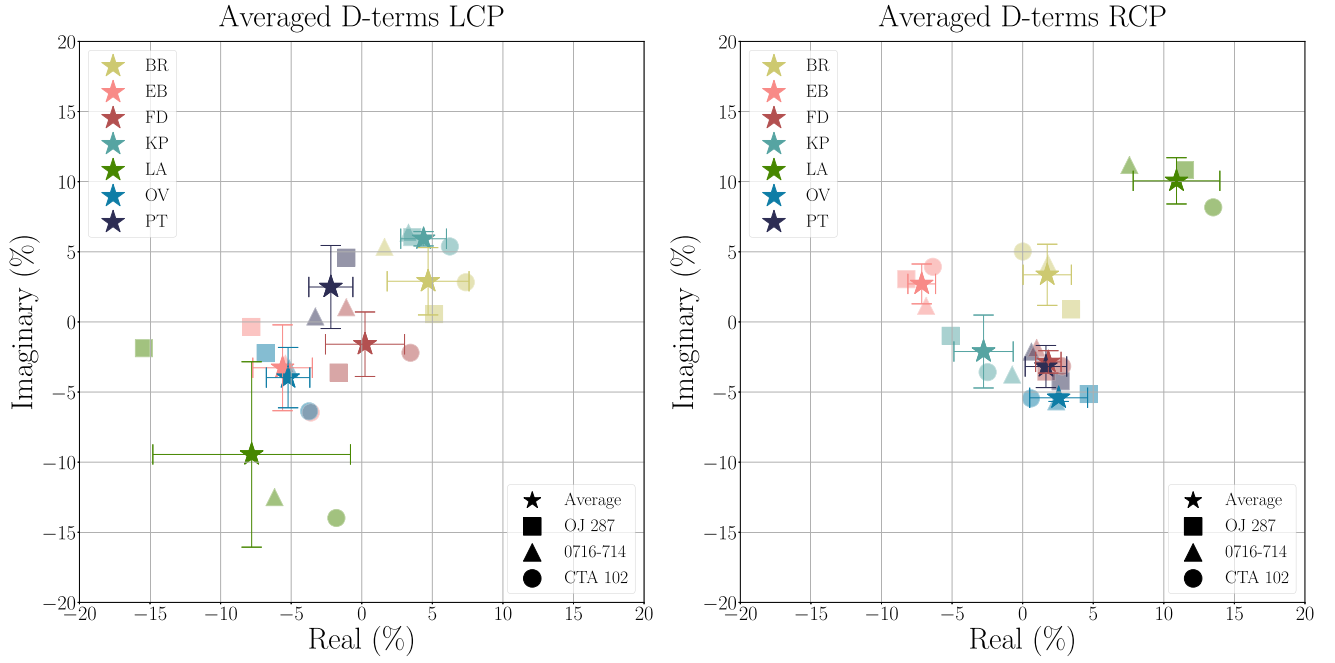 Averaged D-terms LCP
20
15
10
5
0
−5
−10
−15
−20
−20
−15
−10
−5
0
5
10
15
20
Imaginary (%)
Real (%)
BR
EB
FD
KP
LA
OV
PT
Average
OJ 287
0716-714
CTA 102
Averaged D-terms RCP
20
15
10
5
0
−5
−10
−15
−20
−20
−15
−10
−5
0
5
10
15
20
Imaginary (%)
Real (%)
BR
EB
FD
KP
LA
OV
PT
Average
OJ 287
0716-714
CTA 102